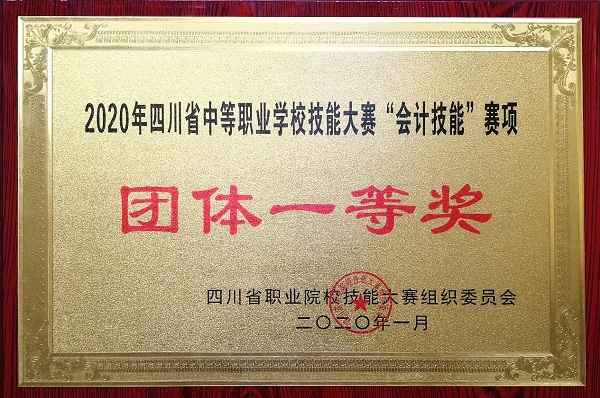 2020年四川省中等职业学校技能大赛“会计技能”赛项
团体一等奖
四川省职业院校技能大赛组织委员会
二〇二〇年一月